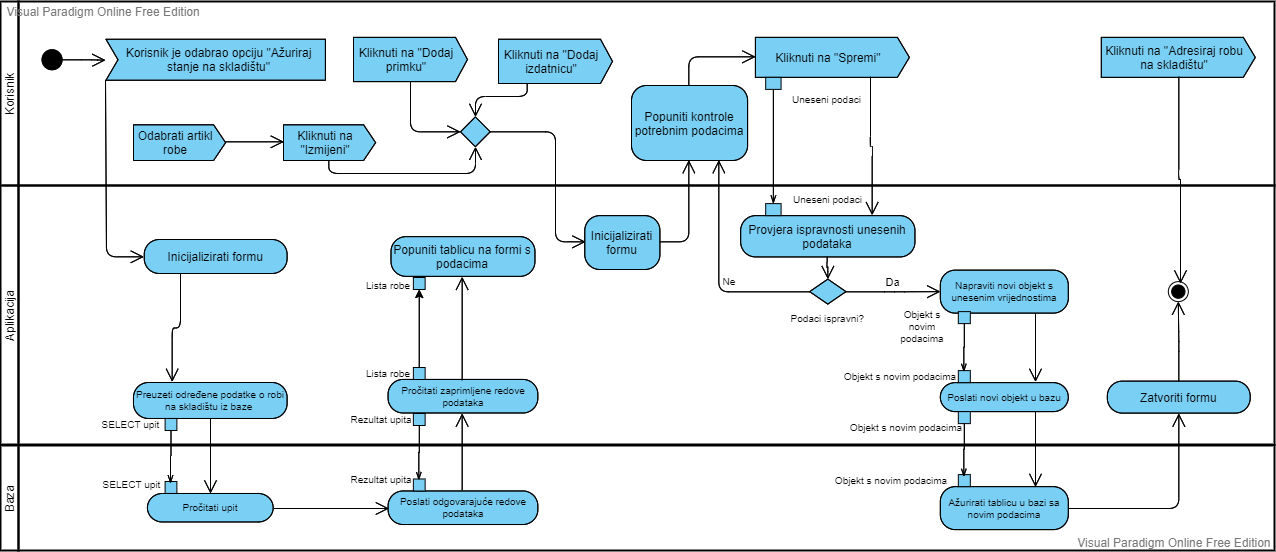 Visual Paradigm Online Free Edition
Korisnik
Korisnik je odabrao opciju "Ažuriraj
stanje na skladištu"
Kliknuti na "Dodaj
primku"
Kliknuti na "Dodaj
izdatnicu"
Odabrati artikl
robe
Kliknuti na
"Izmijeni"
Popuniti kontrole
potrebnim podacima
Kliknuti na "Spremi"
Uneseni podaci
Kliknuti na "Adresiraj robu
na skladištu"
Aplikacija
Inicijalizirati formu
Preuzeti određene podatke o robi
na skladištu iz baze
SELECT upit
Popuniti tablicu na formi s
podacima
Lista robe
Lista robe
Pročitati zaprimljene redove
podataka
Rezultat upita
Inicijalizirati
formu
Uneseni podaci
Provjera ispravnosti unesenih
podataka
Ne
Da
Podaci ispravni?
Napraviti novi objekt s
unesenim vrijednostima
Objekt s
novim
podacima
Objekt s novim podacima
Poslati novi objekt u bazu
Objekt s novim podacima
Zatvoriti formu
Baza
SELECT upit
Pročitati upit
Rezultat upita
Poslati odgovarajuće redove
podataka
Objekt s novim podacima
Ažurirati tablicu u bazi sa
novim podacima
Visual Paradigm Online Free Edition